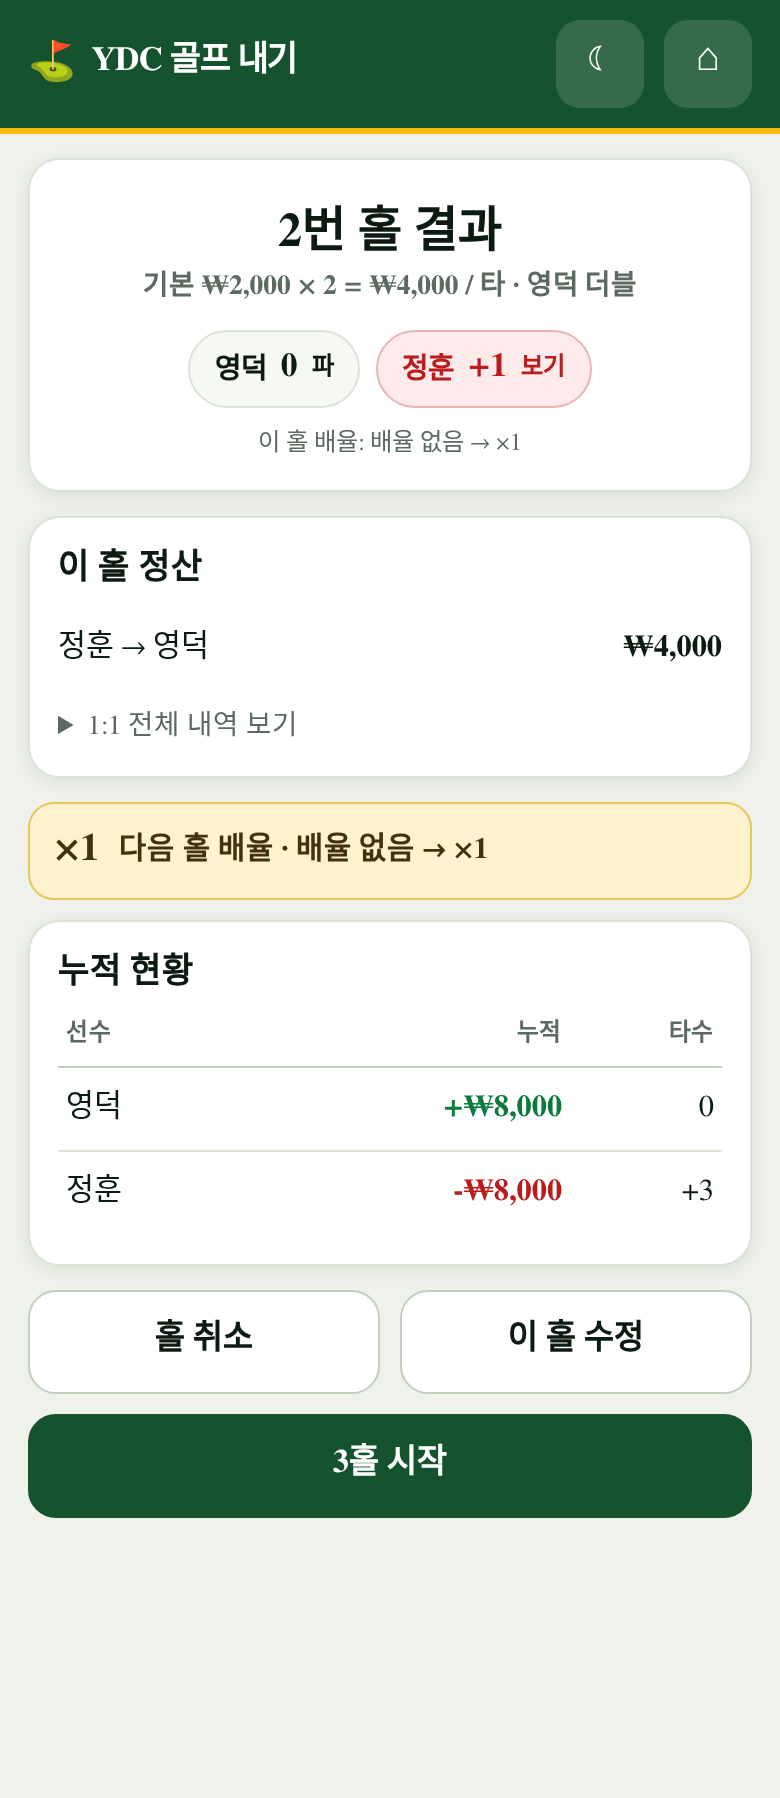 YDC 골프 내기
2번 홀 결과
기본 ₩2,000 × 2 = ₩4,000 / 타 · 영덕 더블
영덕 0 파
정훈 +1 보기
이 홀 배율: 배율 없음 → ×1
이 홀 정산
정훈 → 영덕 ₩4,000
▶ 1:1 전체 내역 보기
×1 다음 홀 배율 · 배율 없음 → ×1
누적 현황
선수 누적 타수
영덕 +₩8,000 0
정훈 -₩8,000 +3
홀 취소
이 홀 수정
3홀 시작